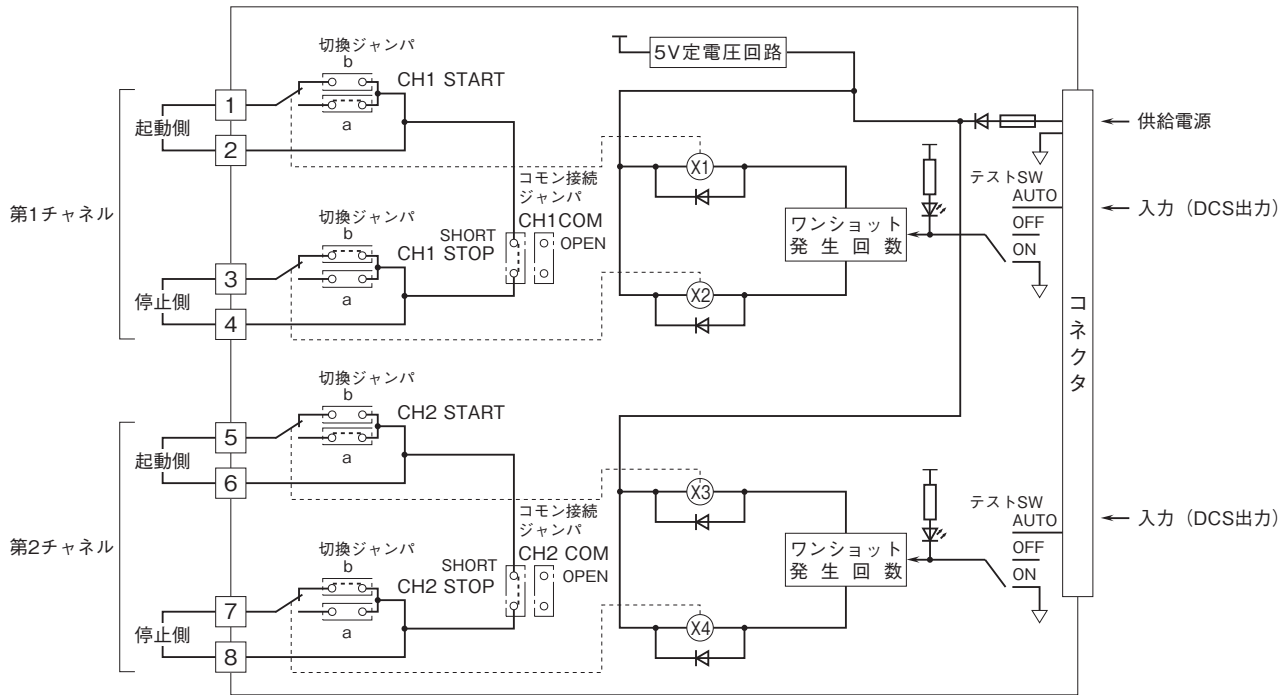 5V定電圧回路
切換ジャンパ
b
CH1 START
1
a
起動側
2
供給電源
X1
コモン接続
ジャンパ
CH1COM
SHORT
OPEN
テストSW
AUTO
OFF
ON
入力（DCS出力）
ワンショット
発生回数
第1チャネル
切換ジャンパ
b
CH1 STOP
3
a
停止側
4
X2
コネクタ
切換ジャンパ
b
CH2 START
5
a
起動側
6
X3
コモン接続
ジャンパ
CH2 COM
SHORT
OPEN
テストSW
AUTO
OFF
ON
入力（DCS出力）
ワンショット
発生回数
第2チャネル
切換ジャンパ
b
CH2 STOP
7
a
停止側
8
X4